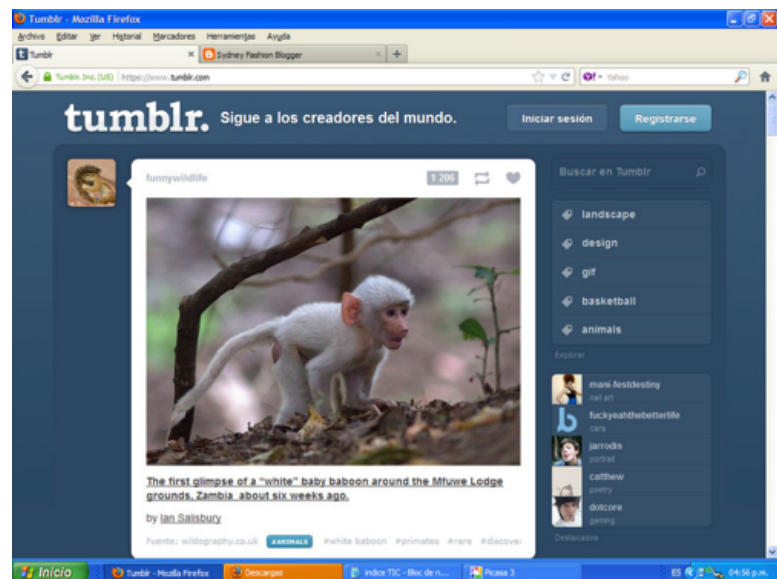 Tumblr - Mozilla Firefox
Archivo Editar Ver Historial Marcadores Herramientas Ayuda
Tumblr
Sydney Fashion Blogger
Tumblr, Inc. (US) https://www.tumblr.com
Yahoo
tumblr. Sigue a los creadores del mundo.
Iniciar sesión
Registrarse
funnywildlife
1 206
The first glimpse of a "white" baby baboon around the Mfuwe Lodge
grounds, Zambia about six weeks ago.
by Ian Salisbury
Fuente: wildography.co.uk #ANIMALS #white baboon #primates #rare #discover
Buscar en Tumblr
landscape
design
gif
basketball
animals
Explorar
mani-festdestiny
nail art
fuckyeahthebetterlife
cars
jarrodis
portrait
catthew
poetry
dotcore
gaming
Destacados
Inicio
Tumblr - Mozilla Firefox
Descargas
indice TIC - Bloc de n...
Picasa 3
ES
04:56 p.m.